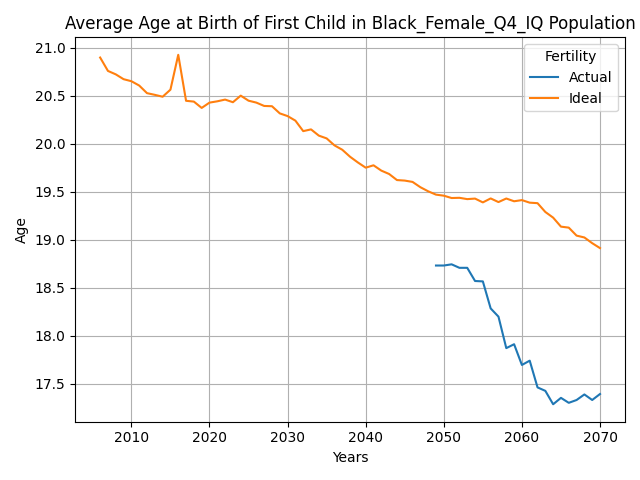 Average Age at Birth of First Child in Black_Female_Q4_IQ Population
Fertility
Actual
Ideal
Age
21.0
20.5
20.0
19.5
19.0
18.5
18.0
17.5
2010 2020 2030 2040 2050 2060 2070
Years